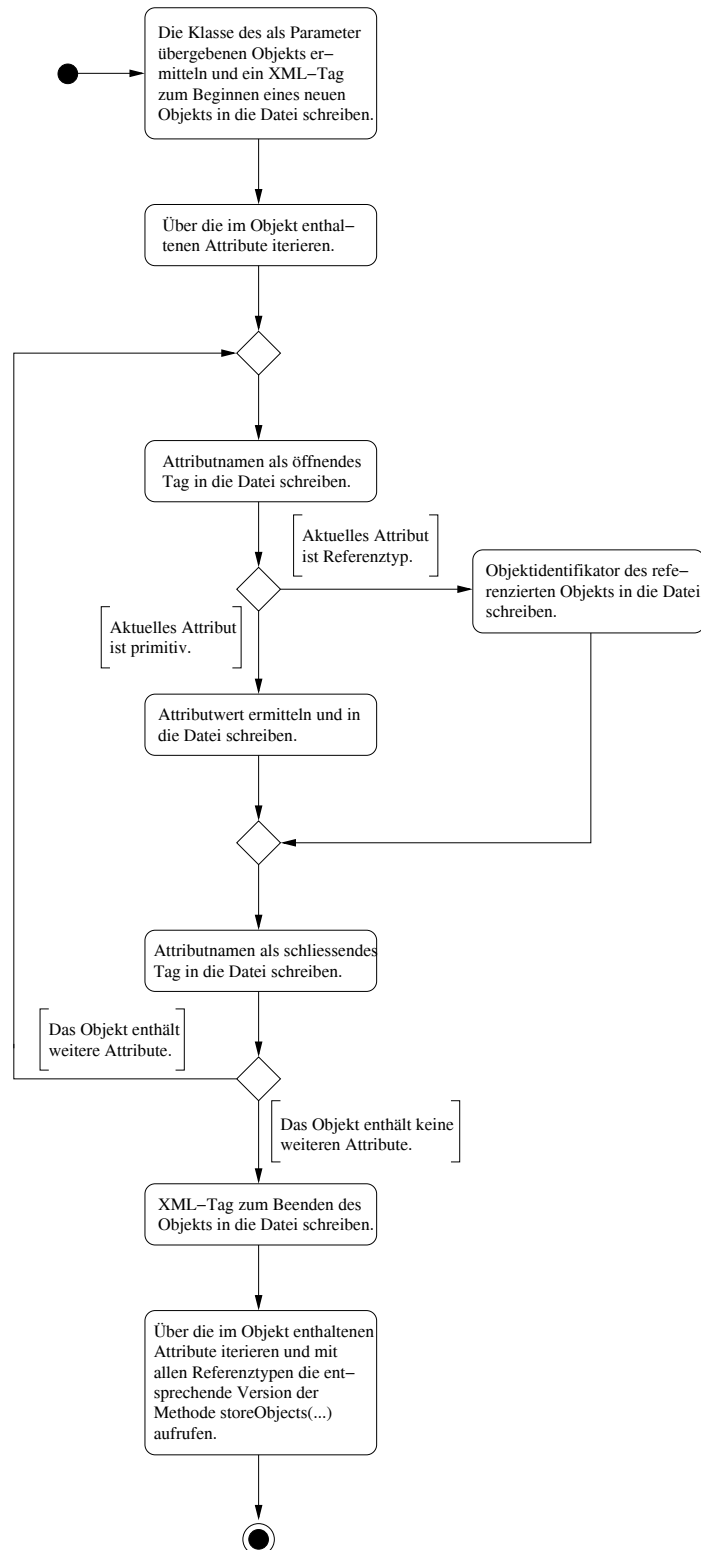 Die Klasse des als Parameter
übergebenen Objekts er−
mitteln und ein XML−Tag
zum Beginnen eines neuen
Objekts in die Datei schreiben.
Über die im Objekt enthal−
tenen Attribute iterieren.
Attributnamen als öffnendes
Tag in die Datei schreiben.
Aktuelles Attribut
ist Referenztyp.
Objektidentifikator des refe−
renzierten Objekts in die Datei
schreiben.
Aktuelles Attribut
ist primitiv.
Attributwert ermitteln und in
die Datei schreiben.
Attributnamen als schliessendes
Tag in die Datei schreiben.
Das Objekt enthält
weitere Attribute.
Das Objekt enthält keine
weiteren Attribute.
XML−Tag zum Beenden des
Objekts in die Datei schreiben.
Über die im Objekt enthaltenen
Attribute iterieren und mit
allen Referenztypen die ent−
sprechende Version der
Methode storeObjects(...)
aufrufen.